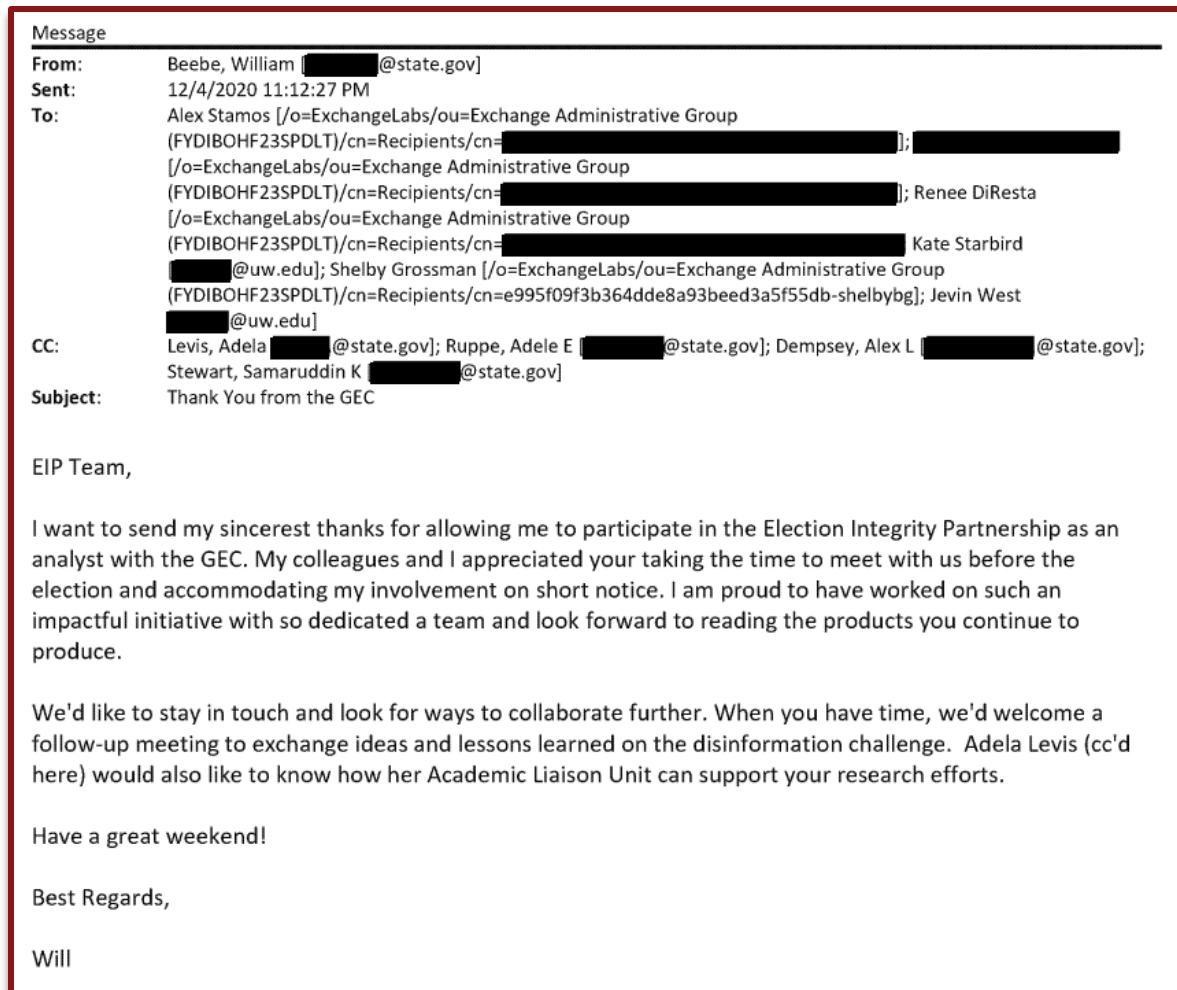 Message
From: Beebe, William [ @state.gov]
Sent: 12/4/2020 11:12:27 PM
To: Alex Stamos [/o=ExchangeLabs/ou=Exchange Administrative Group
(FYDIBOHF23SPDLT)/cn=Recipients/cn= ];
[/o=ExchangeLabs/ou=Exchange Administrative Group
(FYDIBOHF23SPDLT)/cn=Recipients/cn= ]; Renee DiResta
[/o=ExchangeLabs/ou=Exchange Administrative Group
(FYDIBOHF23SPDLT)/cn=Recipients/cn= Kate Starbird
[ @uw.edu]; Shelby Grossman [/o=ExchangeLabs/ou=Exchange Administrative Group
(FYDIBOHF23SPDLT)/cn=Recipients/cn=e995f09f3b364dde8a93beed3a5f55db-shelbybg]; Jevin West
@uw.edu]
CC: Levis, Adela @state.gov]; Ruppe, Adele E [ @state.gov]; Dempsey, Alex L [ @state.gov];
Stewart, Samaruddin K [ @state.gov]
Subject: Thank You from the GEC
EIP Team,
I want to send my sincerest thanks for allowing me to participate in the Election Integrity Partnership as an
analyst with the GEC. My colleagues and I appreciated your taking the time to meet with us before the
election and accommodating my involvement on short notice. I am proud to have worked on such an
impactful initiative with so dedicated a team and look forward to reading the products you continue to
produce.
We'd like to stay in touch and look for ways to collaborate further. When you have time, we'd welcome a
follow-up meeting to exchange ideas and lessons learned on the disinformation challenge.  Adela Levis (cc'd
here) would also like to know how her Academic Liaison Unit can support your research efforts.
Have a great weekend!
Best Regards,
Will